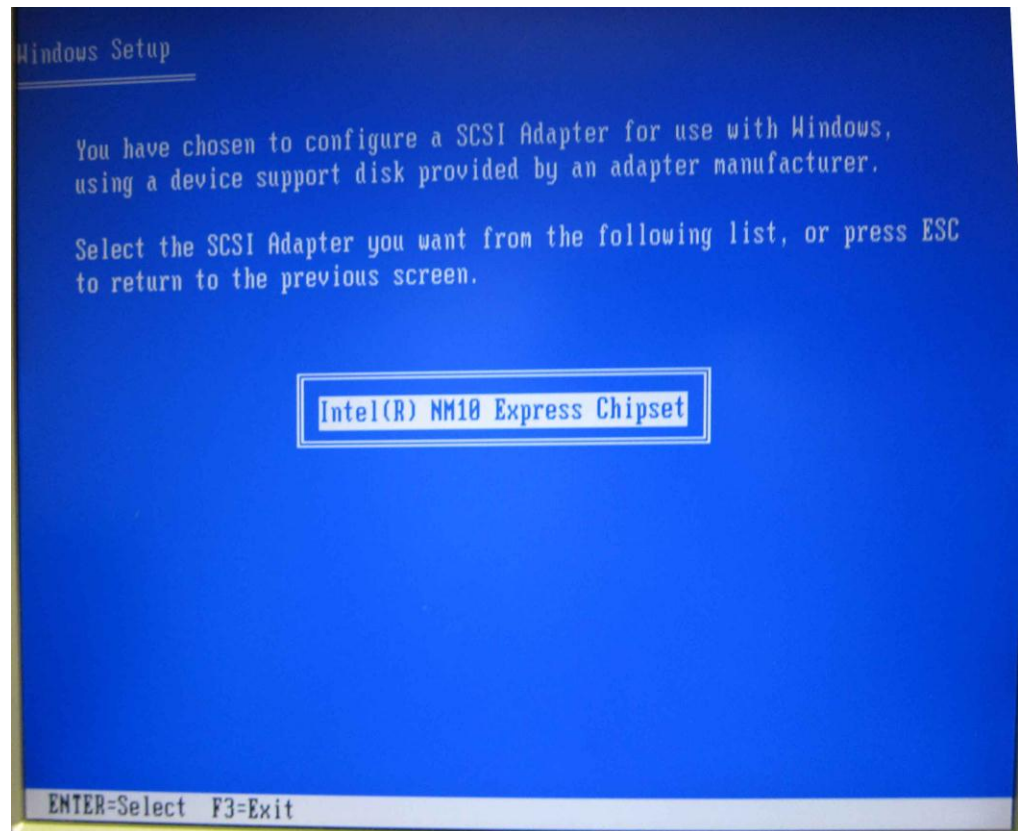 Windows Setup
You have chosen to configure a SCSI Adapter for use with Windows,
using a device support disk provided by an adapter manufacturer.
Select the SCSI Adapter you want from the following list, or press ESC
to return to the previous screen.
Intel(R) NM10 Express Chipset
ENTER=Select F3=Exit